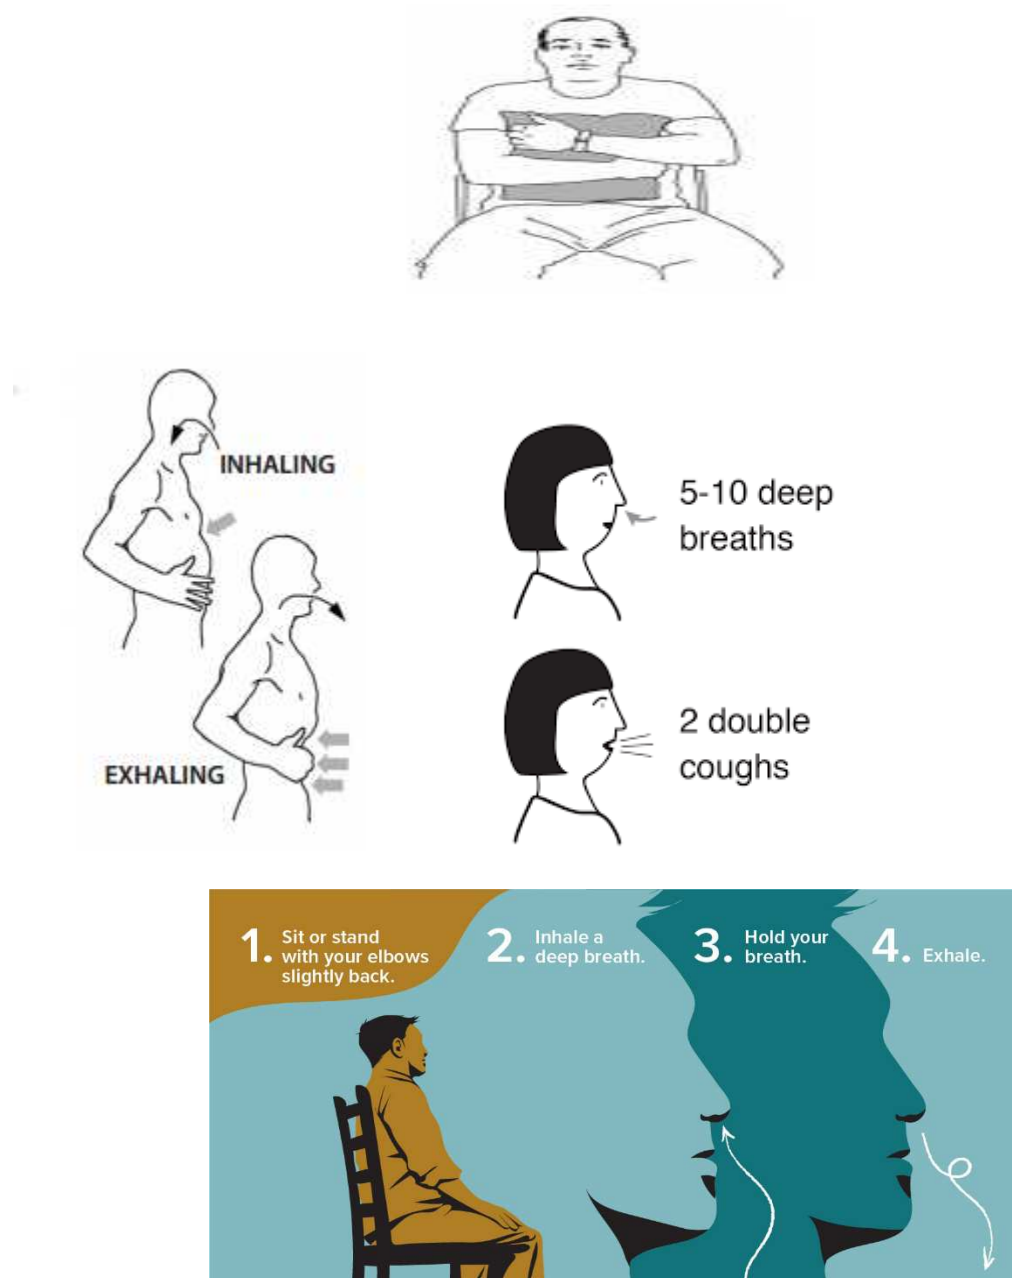 INHALING
5-10 deep
breaths
EXHALING
2 double
coughs
1. Sit or stand
with your elbows
slightly back.
2. Inhale a
deep breath.
3. Hold your
breath.
4. Exhale.